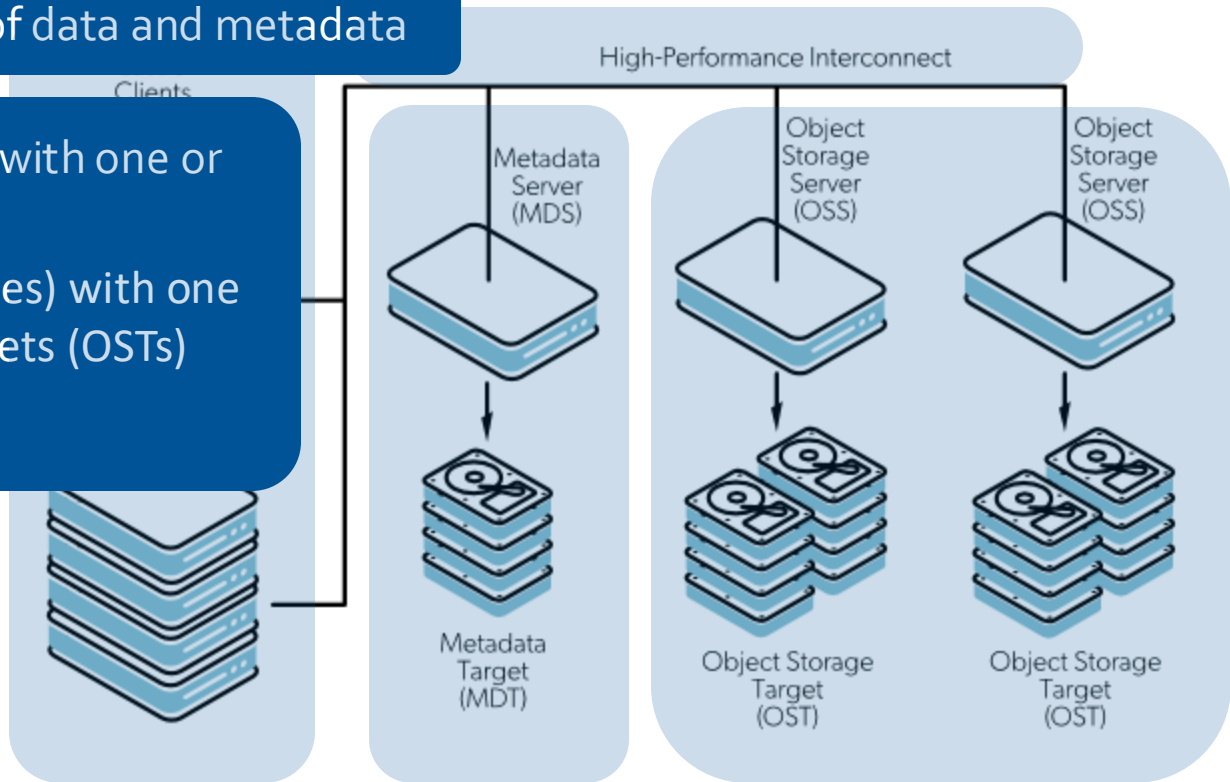 of data and metadata
High-Performance Interconnect
Clients
with one or
es) with one
ets (OSTs)
Metadata
Server
(MDS)
Object
Storage
Server
(OSS)
Object
Storage
Server
(OSS)
Metadata
Target
(MDT)
Object Storage
Target
(OST)
Object Storage
Target
(OST)